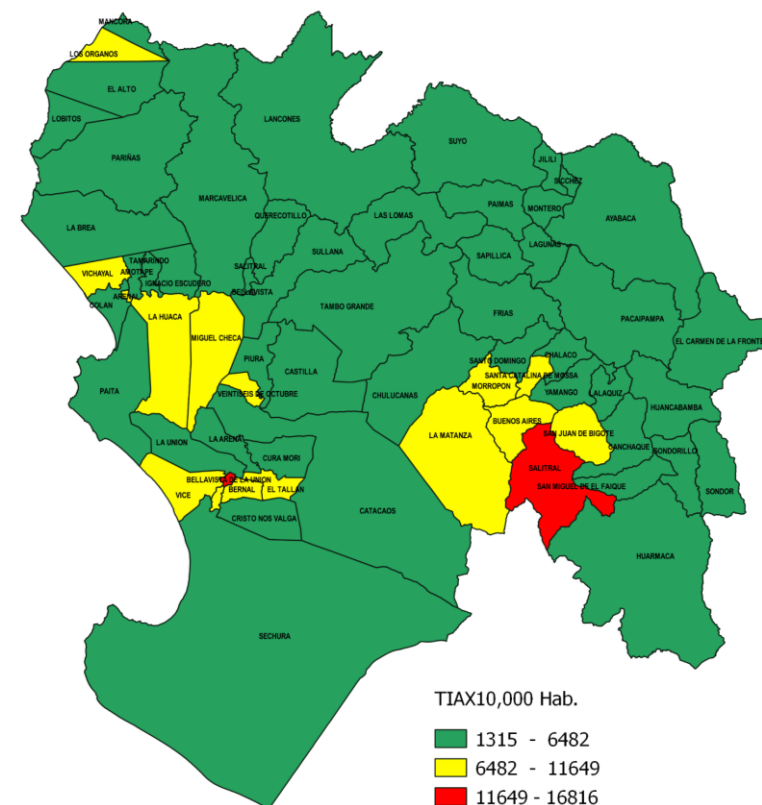 MANCORA
LOS ORGANOS
EL ALTO
LOBITOS
LANCONES
PARIÑAS
SUYO
JILILI
SICCHEZ
MARCAVELICA
QUERECOTILLO
LAS LOMAS
PAIMAS
MONTERO
AYABACA
LA BREA
SULLANA
LAGUNAS
SAPILLICA
TAMARINDO
VICHAYAL
AMOTAPE
IGNACIO ESCUDERO
SALITRAL
BELLAVISTA
ARENAL
COLAN
TAMBO GRANDE
LA HUACA
FRIAS
PACAIPAMPA
MIGUEL CHECA
EL CARMEN DE LA FRONTE
PIURA
CASTILLA
SANTO DOMINGO
CHALACO
SANTA CATALINA DE MOSSA
MORROPON
YAMANGO
LALAQUIZ
PAITA
VEINTISEIS DE OCTUBRE
CHULUCANAS
HUANCABAMBA
BUENOS AIRES
LA MATANZA
SAN JUAN DE BIGOTE
LA UNION
LA ARENA
CANCHAQUE
SONDORILLO
CURA MORI
SALITRAL
BELLAVISTA DE LA UNION
VICE
BERNAL
EL TALLAN
SAN MIGUEL DE EL FAIQUE
SONDOR
CRISTO NOS VALGA
CATACAOS
HUARMACA
SECHURA
TIAX10,000 Hab.
1315 - 6482
6482 - 11649
11649 - 16816